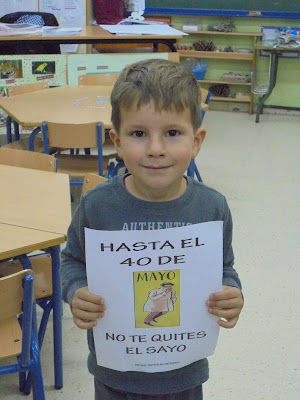 AUTHENTIC
HASTA EL
40 DE
MAYO
NO TE QUITES
EL SAYO